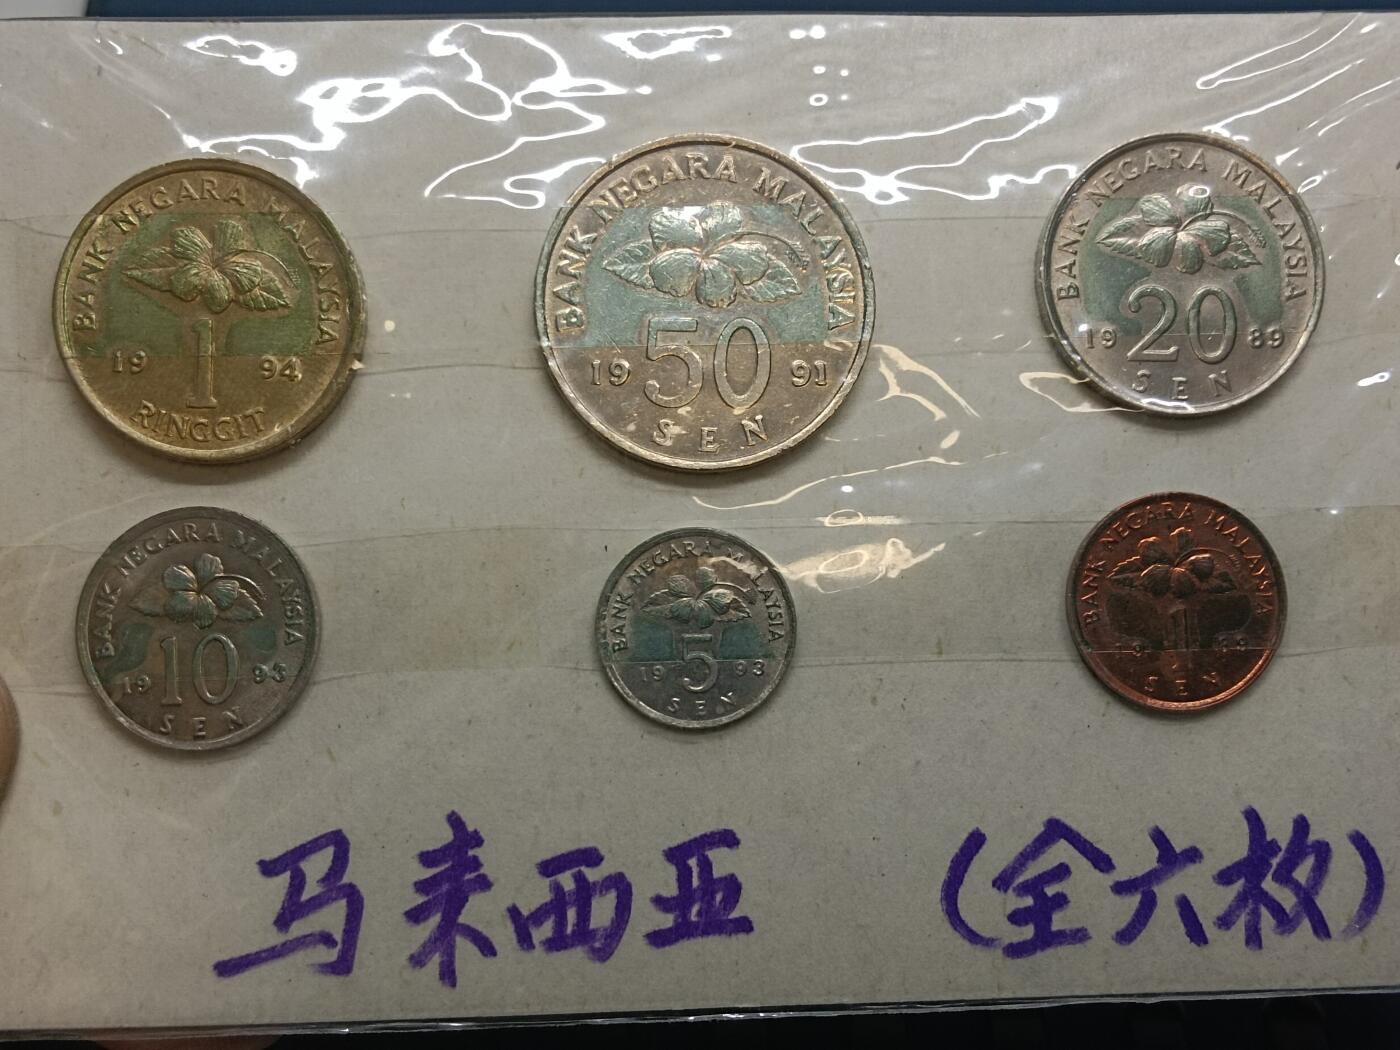 BANK NEGARA MALAYSIA
1
19 94
RINGGIT
BANK NEGARA MALAYSIA
50
19 91
SEN
BANK NEGARA MALAYSIA
20
19 89
SEN
BANK NEGARA MALAYSIA
10
19 93
SEN
BANK NEGARA MALAYSIA
5
19 93
SEN
BANK NEGARA MALAYSIA
1
SEN
马来西亚 (全六枚)